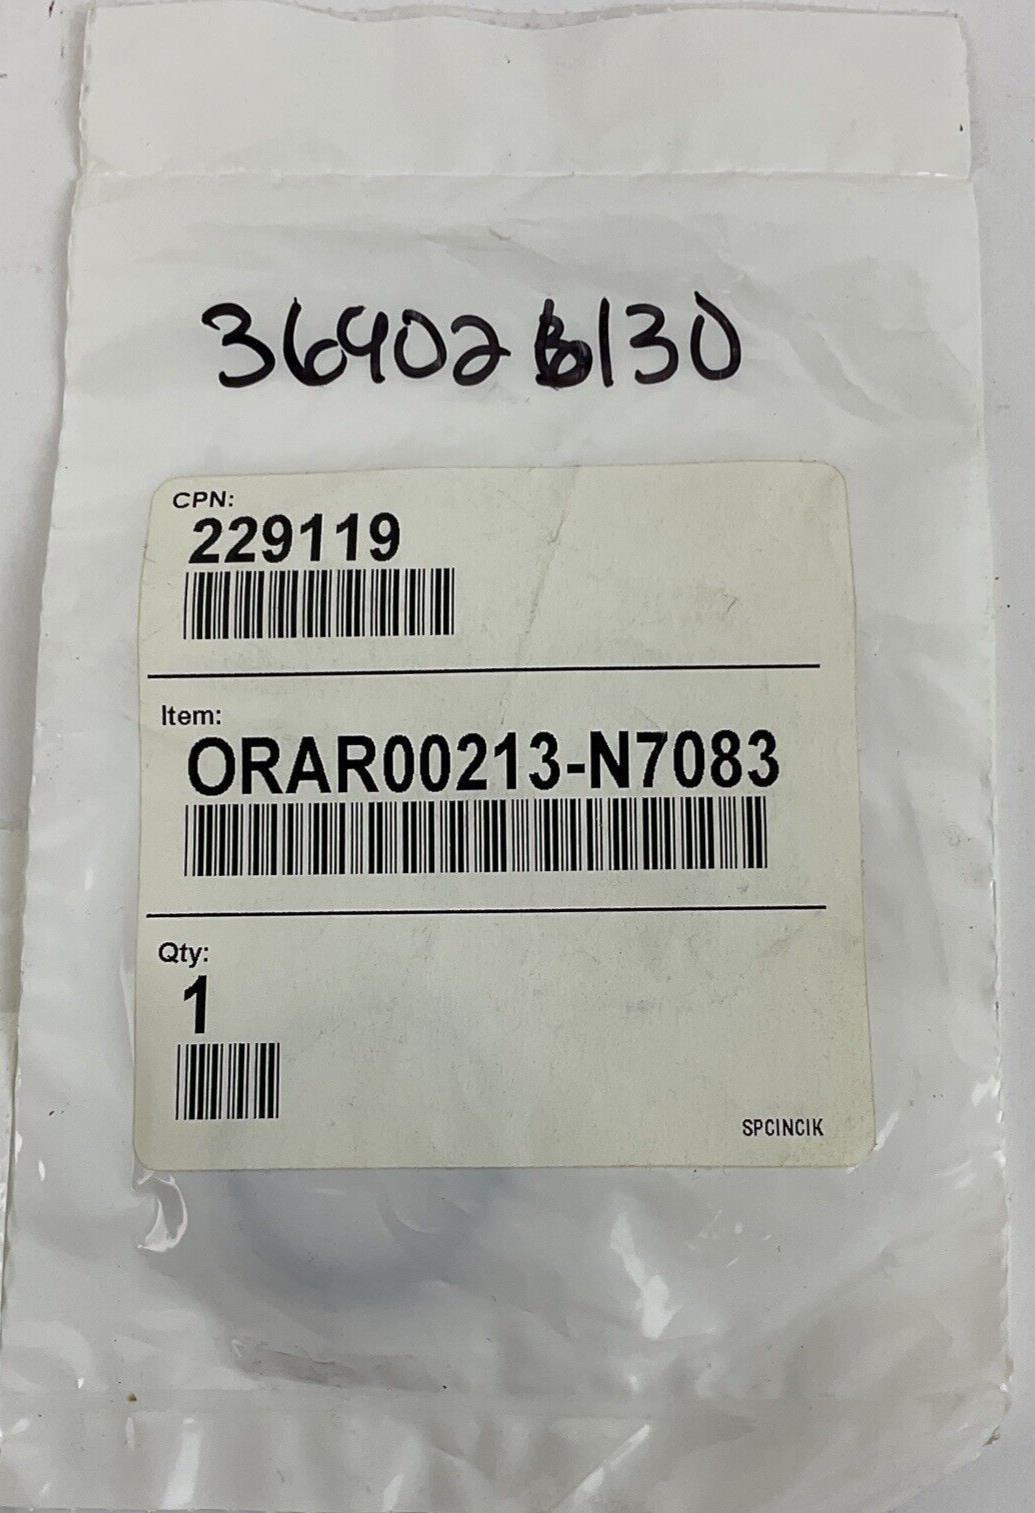 36902B130
CPN:
229119
Item:
ORAR00213-N7083
Qty:
1
SPCINCIK